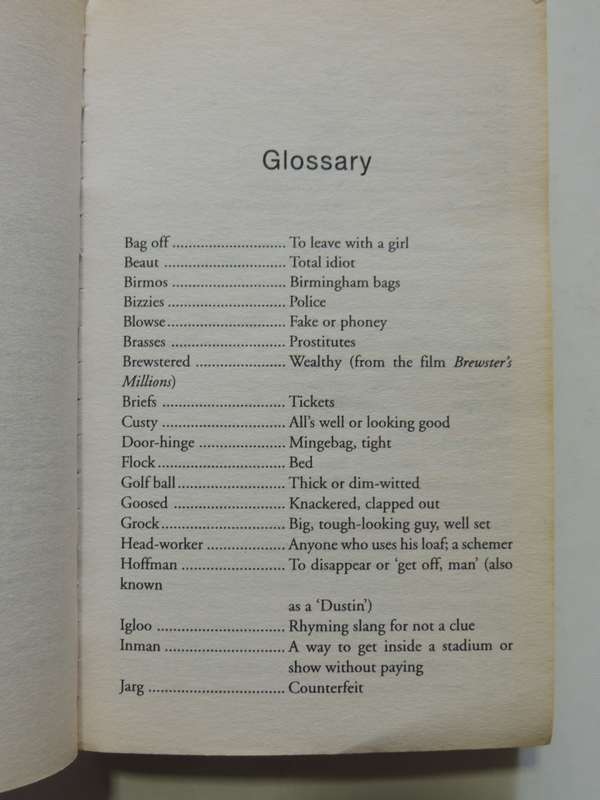 Glossary
Bag off ............................ To leave with a girl
Beaut .............................. Total idiot
Birmos ............................ Birmingham bags
Bizzies ............................. Police
Blowse ............................. Fake or phoney
Brasses ............................ Prostitutes
Brewstered ...................... Wealthy (from the film Brewster's
Millions)
Briefs .............................. Tickets
Custy .............................. All's well or looking good
Door-hinge ..................... Mingebag, tight
Flock ............................... Bed
Golf ball .......................... Thick or dim-witted
Goosed ........................... Knackered, clapped out
Grock .............................. Big, tough-looking guy, well set
Head-worker ................... Anyone who uses his loaf; a schemer
Hoffman ......................... To disappear or 'get off, man' (also
known
as a 'Dustin')
Igloo ............................... Rhyming slang for not a clue
Inman ............................. A way to get inside a stadium or
show without paying
Jarg ................................. Counterfeit